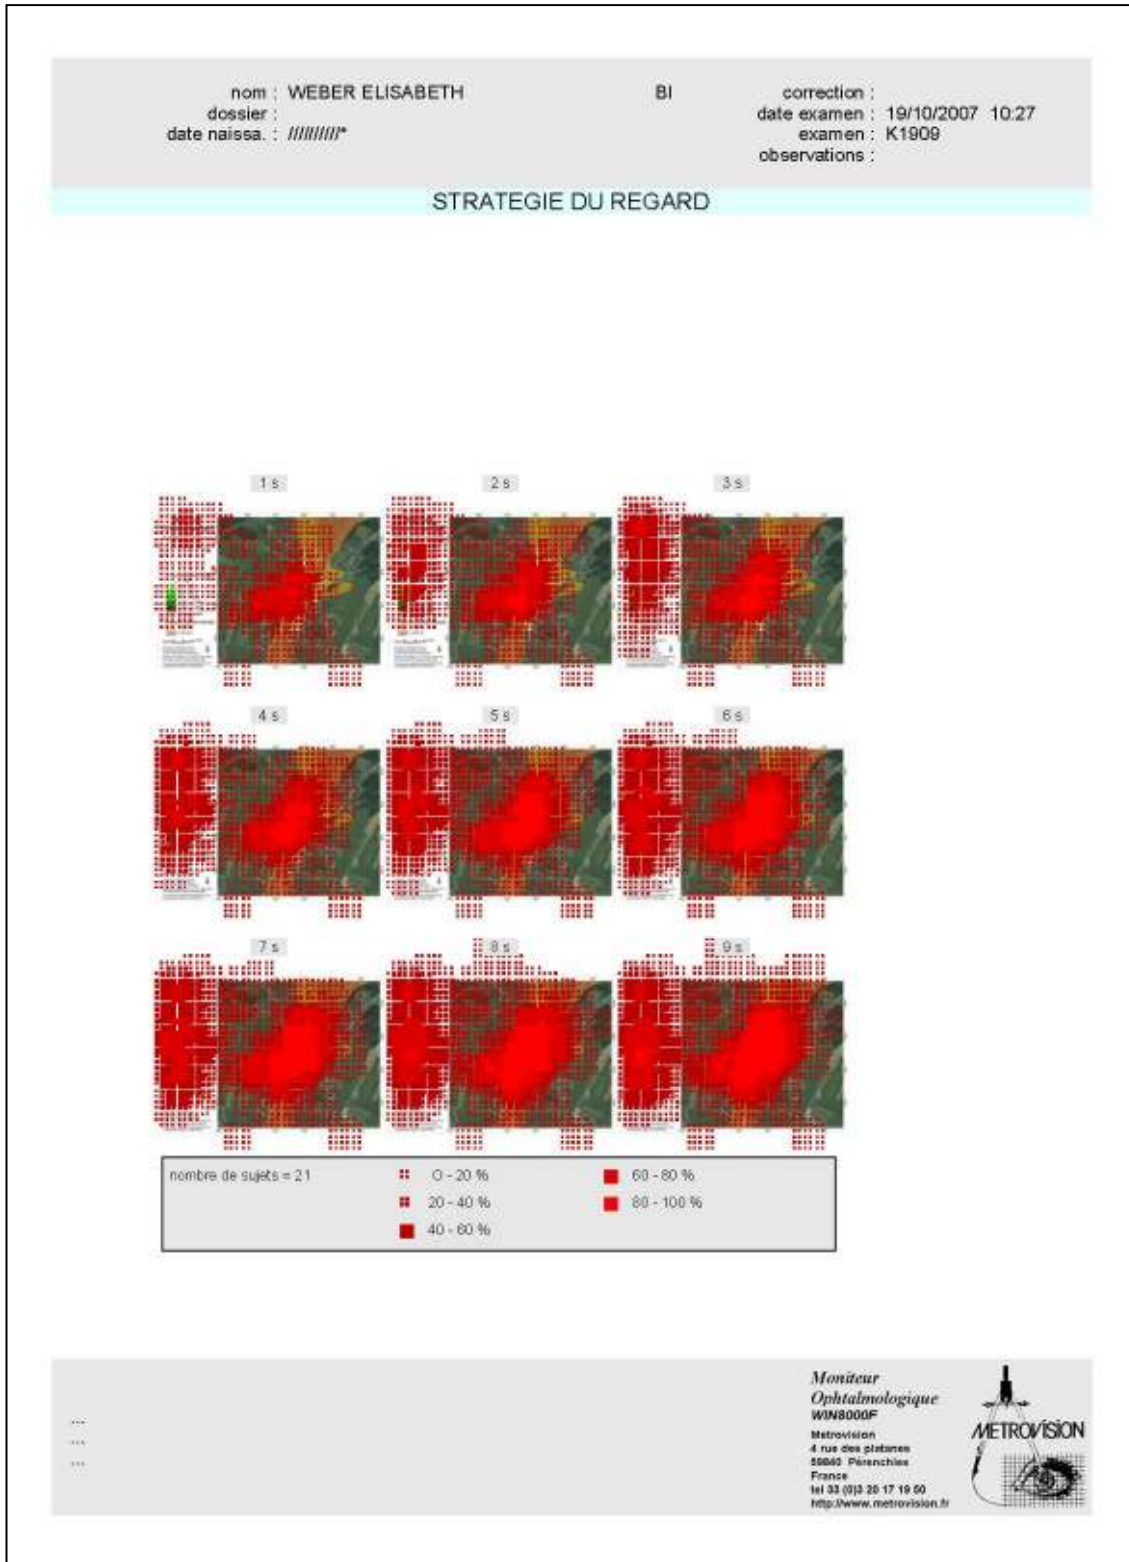 nom : WEBER ELISABETH
BI
correction :
dossier :
date examen : 19/10/2007 10:27
date naissa. : //////////*
examen : K1909
observations :
STRATEGIE DU REGARD
1 s
2 s
3 s
4 s
5 s
6 s
7 s
8 s
9 s
nombre de sujets = 21
O - 20 %
60 - 80 %
20 - 40 %
80 - 100 %
40 - 60 %
Moniteur
Ophtalmologique
WIN8000F
Metrovision
4 rue des platanes
59840 Pérenchies
France
tel 33 (0)3 20 17 19 50
http://www.metrovision.fr
METROVISION
...
...
...